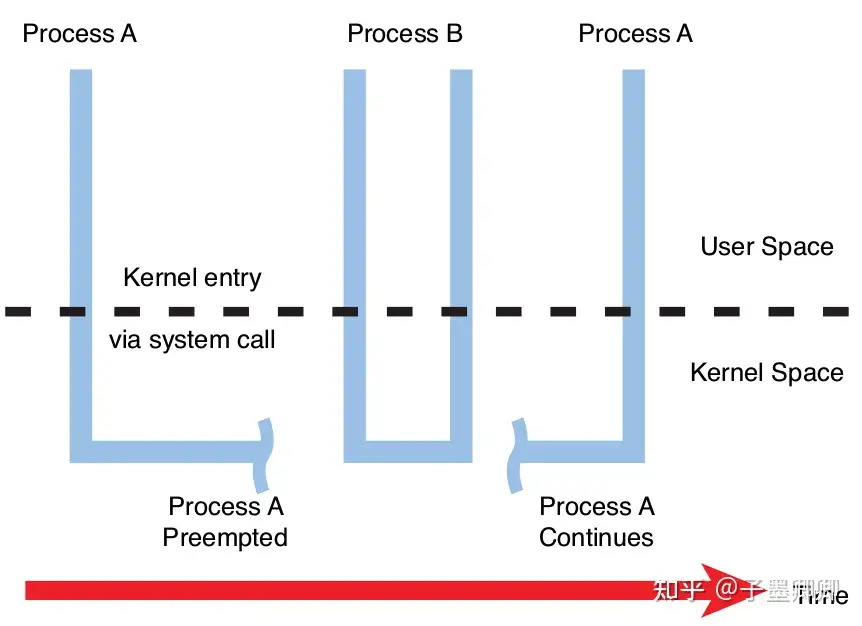 Process A
Process B
Process A
Kernel entry
User Space
via system call
Kernel Space
Process A
Preempted
Process A
Continues
Time
知乎 @子墨卿卿